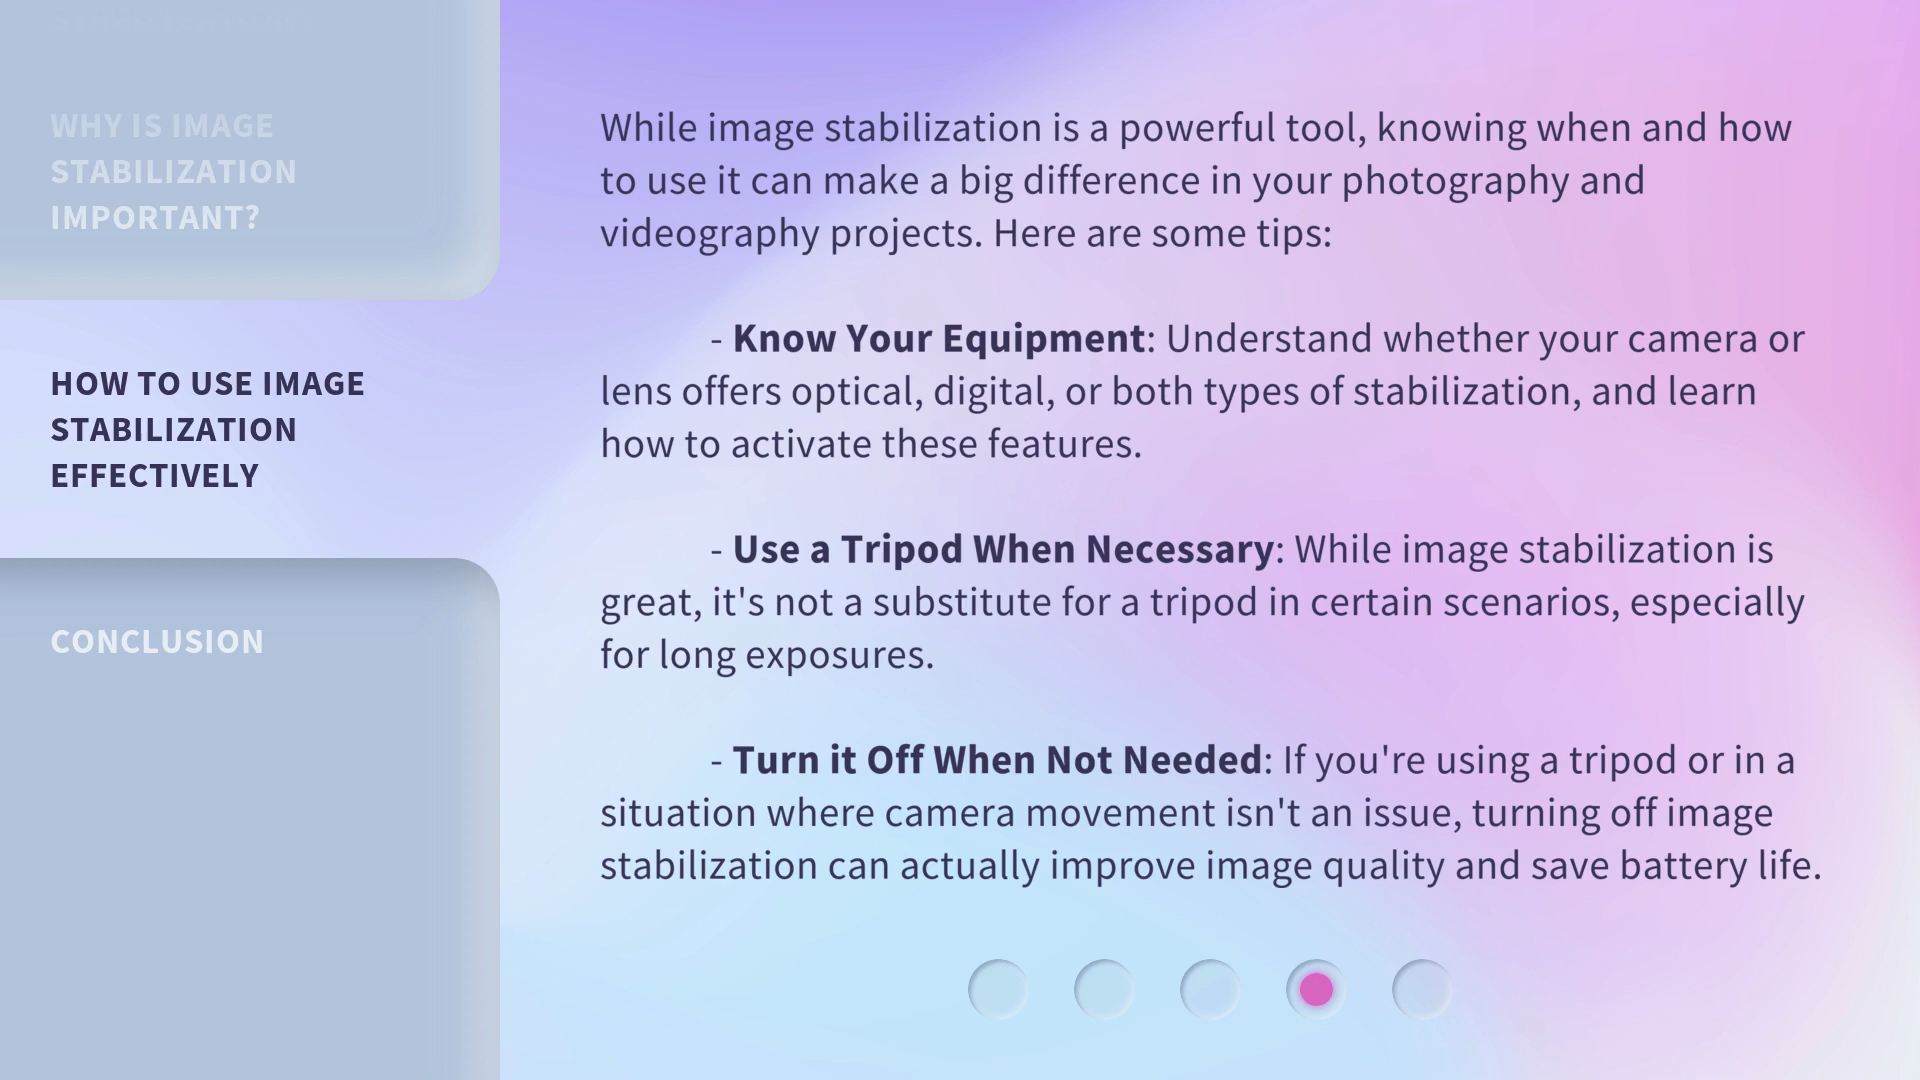 WHY IS IMAGE
STABILIZATION
IMPORTANT?
HOW TO USE IMAGE
STABILIZATION
EFFECTIVELY
CONCLUSION
While image stabilization is a powerful tool, knowing when and how
to use it can make a big difference in your photography and
videography projects. Here are some tips:
- Know Your Equipment: Understand whether your camera or
lens offers optical, digital, or both types of stabilization, and learn
how to activate these features.
- Use a Tripod When Necessary: While image stabilization is
great, it's not a substitute for a tripod in certain scenarios, especially
for long exposures.
- Turn it Off When Not Needed: If you're using a tripod or in a
situation where camera movement isn't an issue, turning off image
stabilization can actually improve image quality and save battery life.